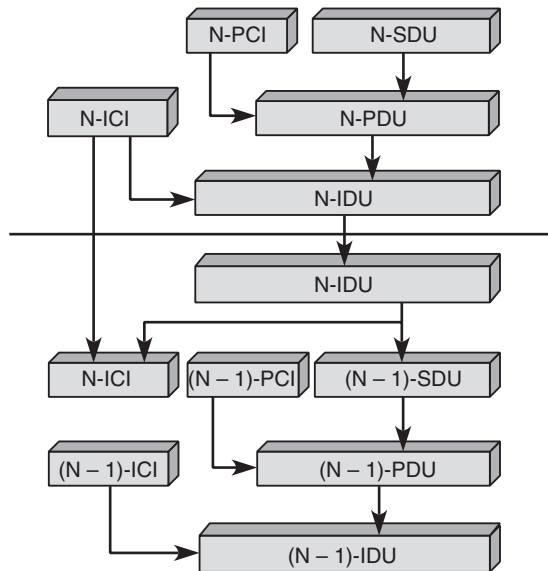 N-PCI
N-SDU
N-ICI
N-PDU
N-IDU
N-IDU
N-ICI
(N – 1)-PCI
(N – 1)-SDU
(N – 1)-ICI
(N – 1)-PDU
(N – 1)-IDU